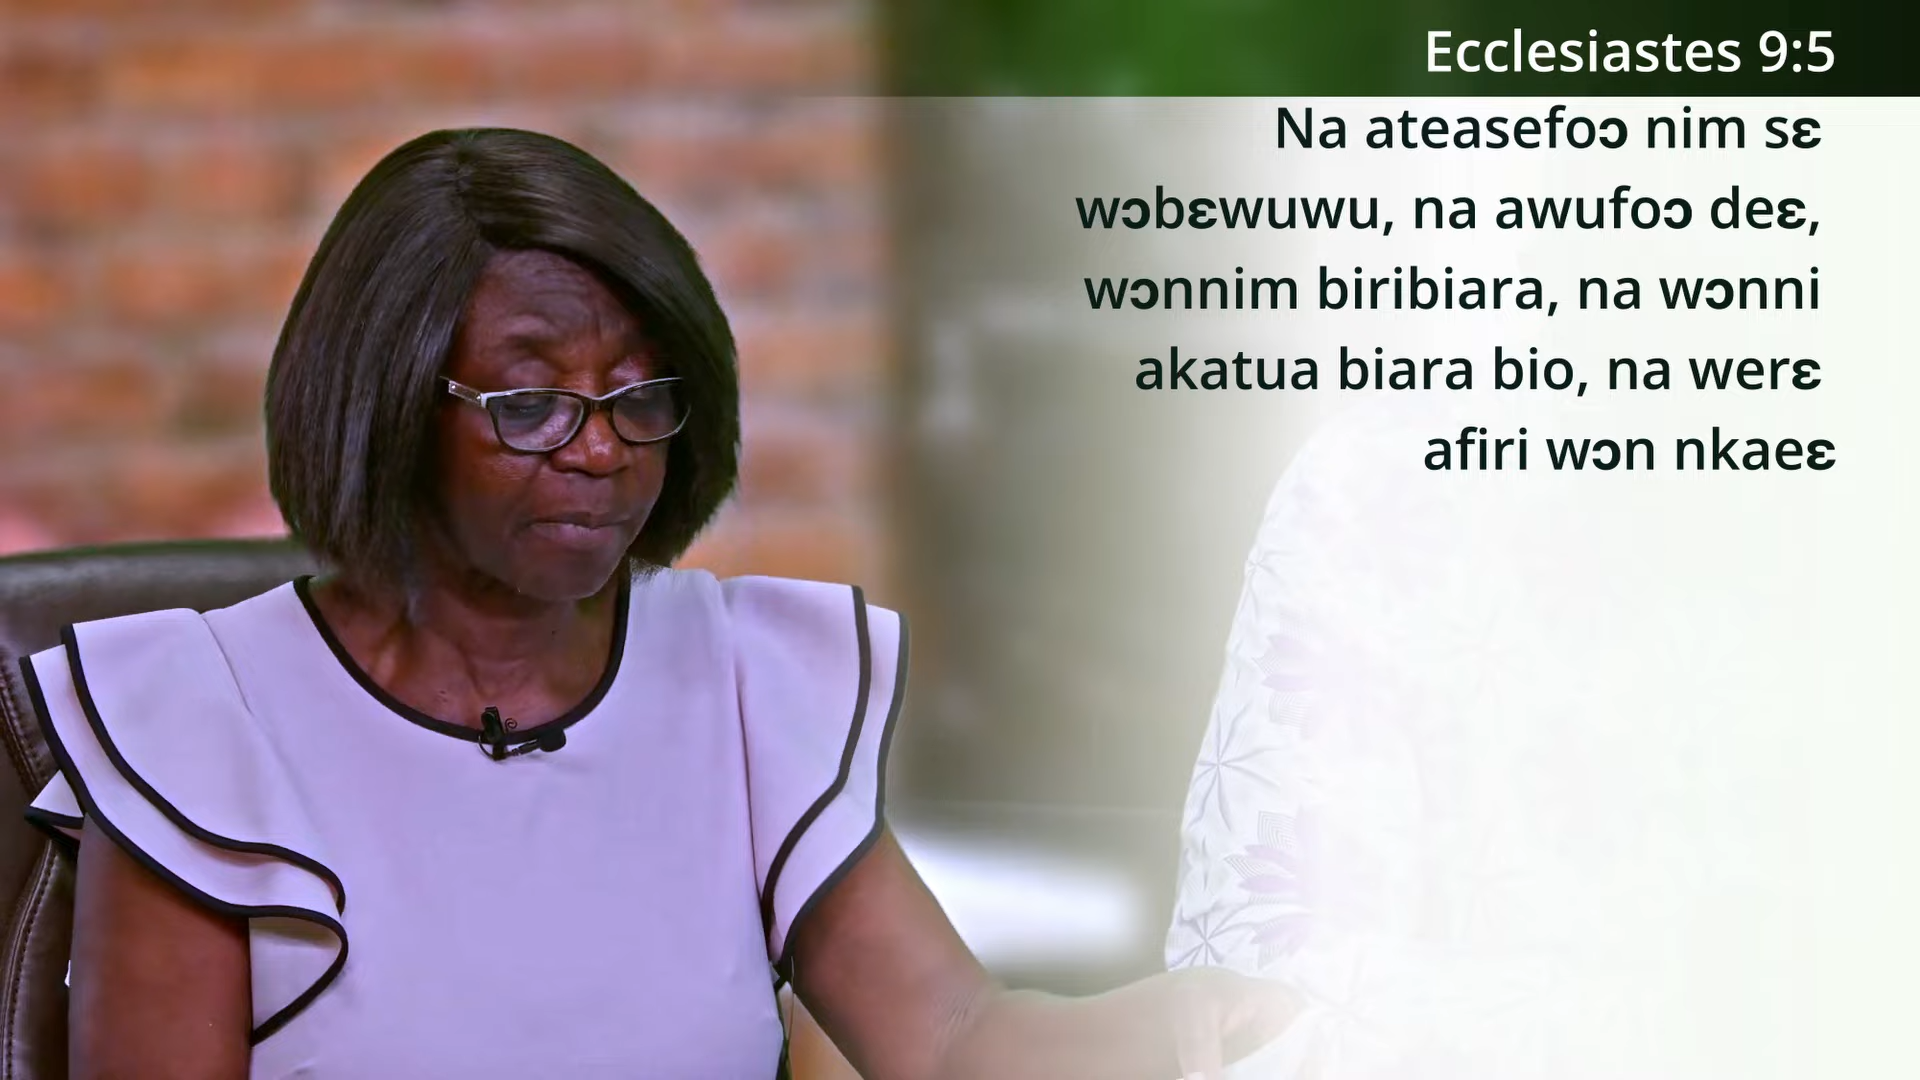 Ecclesiastes 9:5
Na ateasefoɔ nim sɛ
wɔbɛwuwu, na awufoɔ deɛ,
wɔnnim biribiara, na wɔnni
akatua biara bio, na werɛ
afiri wɔn nkaeɛ